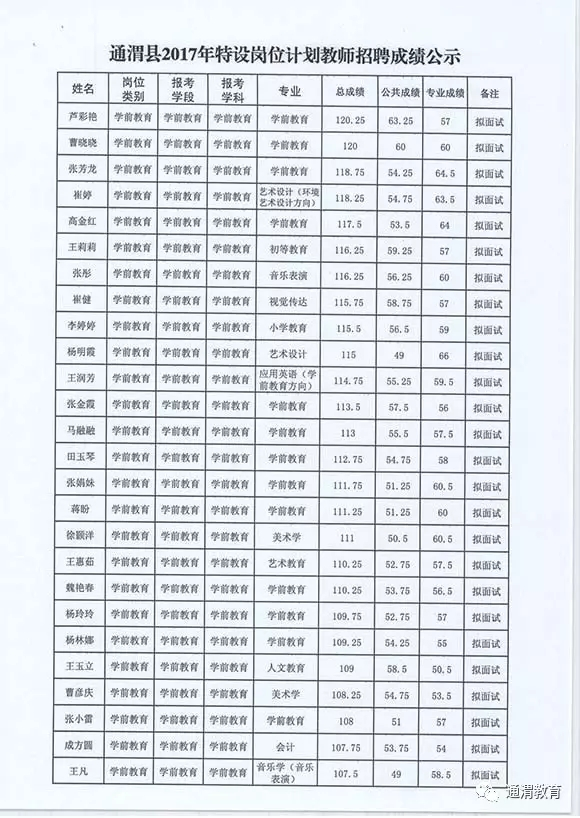 通渭县2017年特设岗位计划教师招聘成绩公示
姓名 岗位类别 报考学段 报考学科 专业 总成绩 公共成绩 专业成绩 备注
芦彩艳 学前教育 学前教育 学前教育 学前教育 120.25 63.25 57 拟面试
曹晓晓 学前教育 学前教育 学前教育 学前教育 120 60 60 拟面试
张芳龙 学前教育 学前教育 学前教育 学前教育 118.75 54.25 64.5 拟面试
崔婷 学前教育 学前教育 学前教育 艺术设计（环境艺术设计方向） 118.25 54.75 63.5 拟面试
高金红 学前教育 学前教育 学前教育 学前教育 117.5 53.5 64 拟面试
王莉莉 学前教育 学前教育 学前教育 初等教育 116.25 59.25 57 拟面试
张彤 学前教育 学前教育 学前教育 音乐表演 116.25 56.25 60 拟面试
崔健 学前教育 学前教育 学前教育 视觉传达 115.75 58.75 57 拟面试
李婷婷 学前教育 学前教育 学前教育 小学教育 115.5 56.5 59 拟面试
杨明霞 学前教育 学前教育 学前教育 艺术设计 115 49 66 拟面试
王润芳 学前教育 学前教育 学前教育 应用英语（学前教育方向） 114.75 55.25 59.5 拟面试
张金霞 学前教育 学前教育 学前教育 学前教育 113.5 57.5 56 拟面试
马融融 学前教育 学前教育 学前教育 学前教育 113 55.5 57.5 拟面试
田玉琴 学前教育 学前教育 学前教育 学前教育 112.75 54.75 58 拟面试
张娟妹 学前教育 学前教育 学前教育 学前教育 111.75 51.25 60.5 拟面试
蒋盼 学前教育 学前教育 学前教育 学前教育 111.25 51.25 60 拟面试
徐颢洋 学前教育 学前教育 学前教育 美术学 111 50.5 60.5 拟面试
王惠茹 学前教育 学前教育 学前教育 艺术教育 110.25 52.75 57.5 拟面试
魏艳春 学前教育 学前教育 学前教育 学前教育 110.25 53.75 56.5 拟面试
杨玲玲 学前教育 学前教育 学前教育 学前教育 109.75 52.75 57 拟面试
杨林娜 学前教育 学前教育 学前教育 学前教育 109.25 54.25 55 拟面试
王玉立 学前教育 学前教育 学前教育 人文教育 109 58.5 50.5 拟面试
曹彦庆 学前教育 学前教育 学前教育 美术学 108.25 54.75 53.5 拟面试
张小雷 学前教育 学前教育 学前教育 学前教育 108 51 57 拟面试
成方圆 学前教育 学前教育 学前教育 会计 107.75 53.75 54 拟面试
王凡 学前教育 学前教育 学前教育 音乐学（音乐表演） 107.5 49 58.5 拟面试
通渭教育